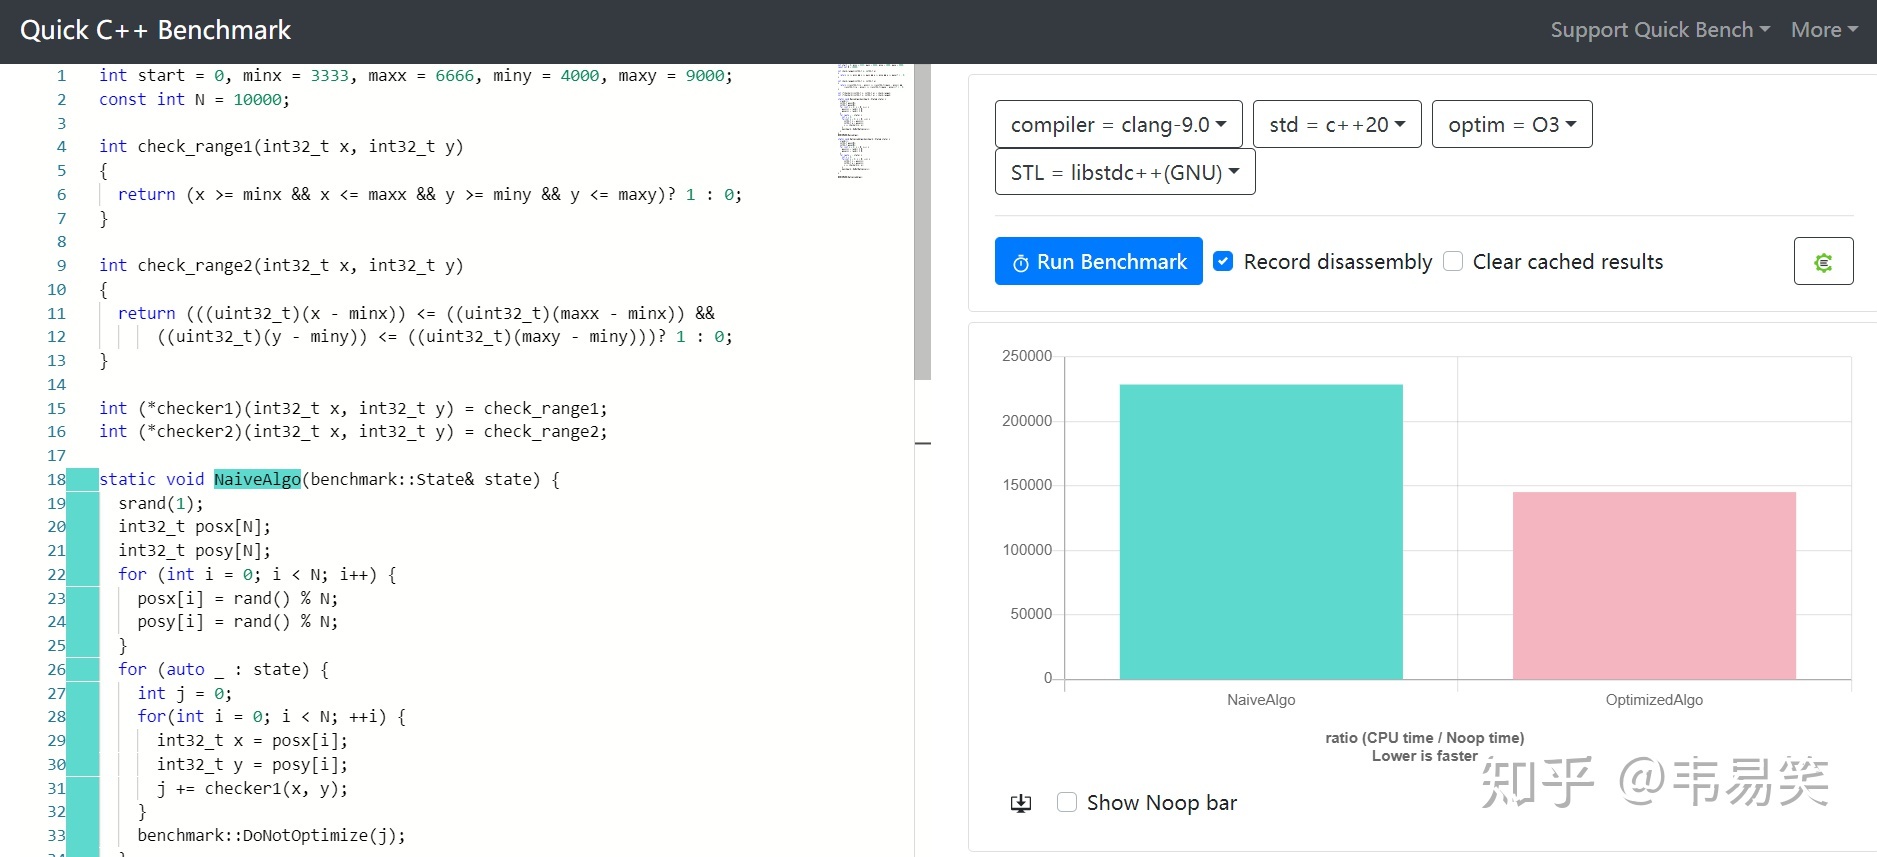 Quick C++ Benchmark
Support Quick Bench
More
1 int start = 0, minx = 3333, maxx = 6666, miny = 4000, maxy = 9000;
2 const int N = 10000;
3
4 int check_range1(int32_t x, int32_t y)
5 {
6 return (x >= minx && x <= maxx && y >= miny && y <= maxy)? 1 : 0;
7 }
8
9 int check_range2(int32_t x, int32_t y)
10 {
11 return (((uint32_t)(x - minx)) <= ((uint32_t)(maxx - minx)) &&
12 ((uint32_t)(y - miny)) <= ((uint32_t)(maxy - miny)))? 1 : 0;
13 }
14
15 int (*checker1)(int32_t x, int32_t y) = check_range1;
16 int (*checker2)(int32_t x, int32_t y) = check_range2;
17
18 static void NaiveAlgo(benchmark::State& state) {
19 srand(1);
20 int32_t posx[N];
21 int32_t posy[N];
22 for (int i = 0; i < N; i++) {
23 posx[i] = rand() % N;
24 posy[i] = rand() % N;
25 }
26 for (auto _ : state) {
27 int j = 0;
28 for(int i = 0; i < N; ++i) {
29 int32_t x = posx[i];
30 int32_t y = posy[i];
31 j += checker1(x, y);
32 }
33 benchmark::DoNotOptimize(j);
compiler = clang-9.0
std = c++20
optim = O3
STL = libstdc++(GNU)
Run Benchmark
Record disassembly
Clear cached results
250000
200000
150000
100000
50000
0
NaiveAlgo
OptimizedAlgo
ratio (CPU time / Noop time)
Lower is faster
Show Noop bar
知乎 @韦易笑